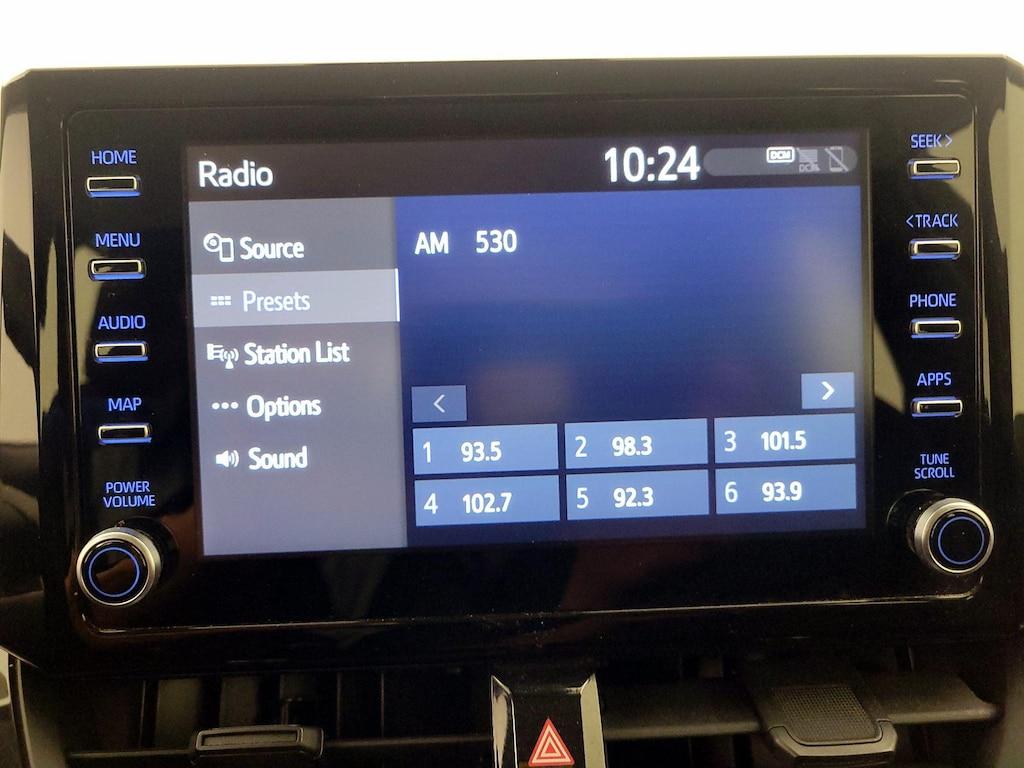 HOME
MENU
AUDIO
MAP
POWER
VOLUME
Radio
10:24
DCM
DCM
Source
Presets
Station List
Options
Sound
AM 530
<
>
1 93.5
2 98.3
3 101.5
4 102.7
5 92.3
6 93.9
SEEK>
<TRACK
PHONE
APPS
TUNE
SCROLL